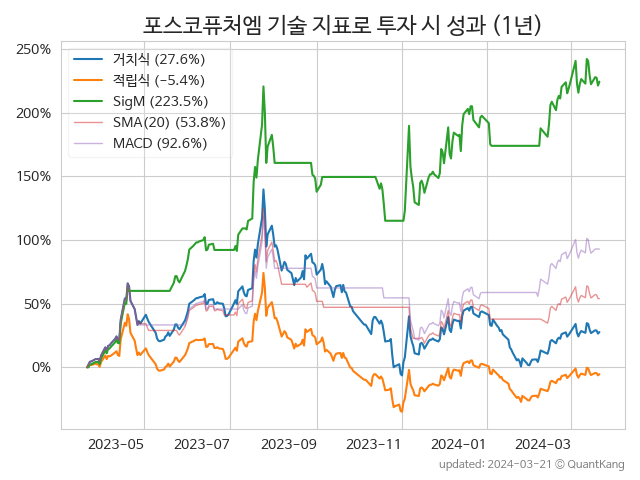 포스코퓨처엠 기술 지표로 투자 시 성과 (1년)
250%
200%
150%
100%
50%
0%
거치식 (27.6%)
적립식 (−5.4%)
SigM (223.5%)
SMA(20) (53.8%)
MACD (92.6%)
2023−05
2023−07
2023−09
2023−11
2024−01
2024−03
updated: 2024-03-21 © QuantKang